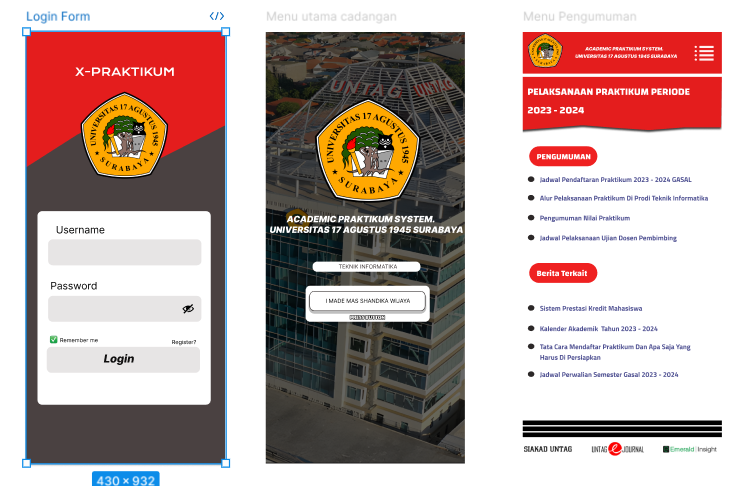 Login Form
</>
X-PRAKTIKUM
UNIVERSITAS 17 AGUSTUS 1945
SURABAYA
Username
Password
Remember me
Register?
Login
430 × 932
Menu utama cadangan
UNTAG UNTAG
UNIVERSITAS 17 AGUSTUS 1945
SURABAYA
ACADEMIC PRAKTIKUM SYSTEM.
UNIVERSITAS 17 AGUSTUS 1945 SURABAYA
TEKNIK INFORMATIKA
I MADE MAS SHANDIKA WIJAYA
PRESS BUTTON
Menu Pengumuman
ACADEMIC PRAKTIKUM SYSTEM.
UNIVERSITAS 17 AGUSTUS 1945 SURABAYA
PELAKSANAAN PRAKTIKUM PERIODE
2023 - 2024
PENGUMUMAN
Jadwal Pendaftaran Praktikum 2023 - 2024 GASAL
Alur Pelaksanaan Praktikum Di Prodi Teknik Informatika
Pengumuman Nilai Praktikum
Jadwal Pelaksanaan Ujian Dosen Pembimbing
Berita Terkait
Sistem Prestasi Kredit Mahasiswa
Kalender Akademik Tahun 2023 - 2024
Tata Cara Mendaftar Praktikum Dan Apa Saja Yang
Harus Di Persiapkan
Jadwal Perwalian Semester Gasal 2023 - 2024
SIAKAD UNTAG
UNTAG e JOURNAL
Emerald Insight